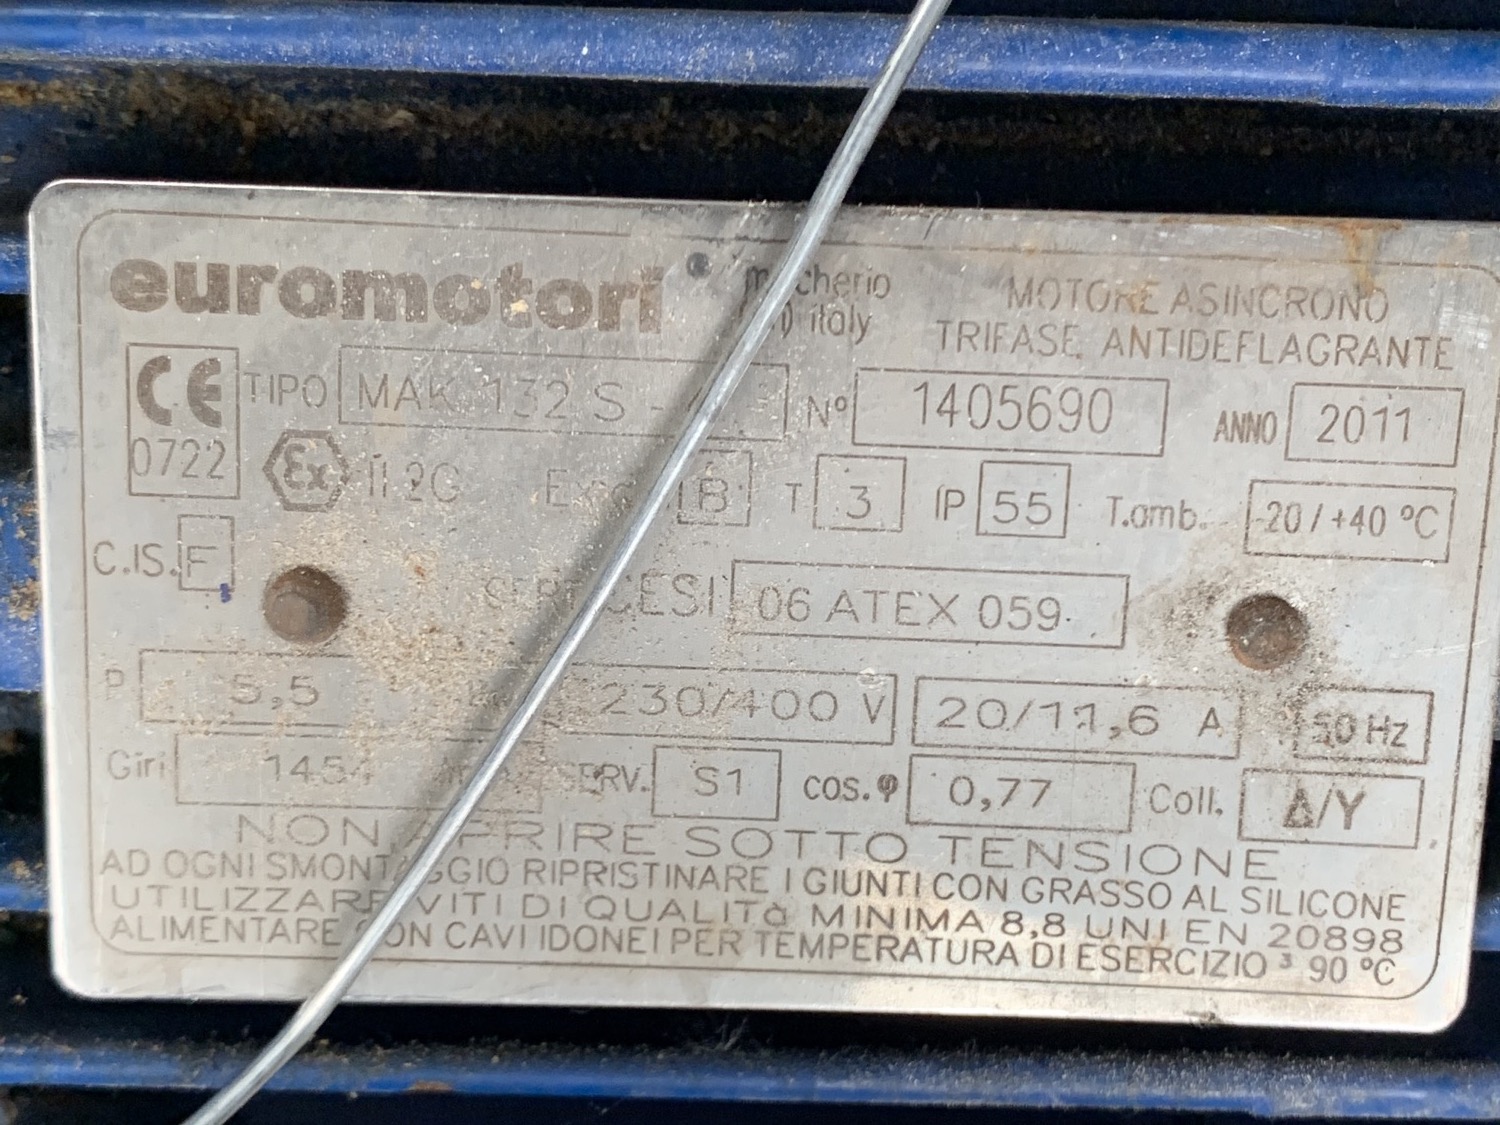 euromotori
italy
MOTORE ASINCRONO
TRIFASE ANTIDEFLAGRANTE
CE TIPO MAK 132 S - N° 1405690 ANNO 2011
0722 Ex II 2G B T 3 IP 55 T.amb. -20/+40 °C
C.IS. F CESI 06 ATEX 059
P 5,5 230/400 V 20/11,6 A 50 Hz
Giri SERV. S1 cos.φ 0,77 Coll. Δ/Y
NON APRIRE SOTTO TENSIONE
AD OGNI SMONTAGGIO RIPRISTINARE I GIUNTI CON GRASSO AL SILICONE
UTILIZZARE VITI DI QUALITà MINIMA 8,8 UNI EN 20898
ALIMENTARE CON CAVI IDONEI PER TEMPERATURA DI ESERCIZIO ³ 90 °C